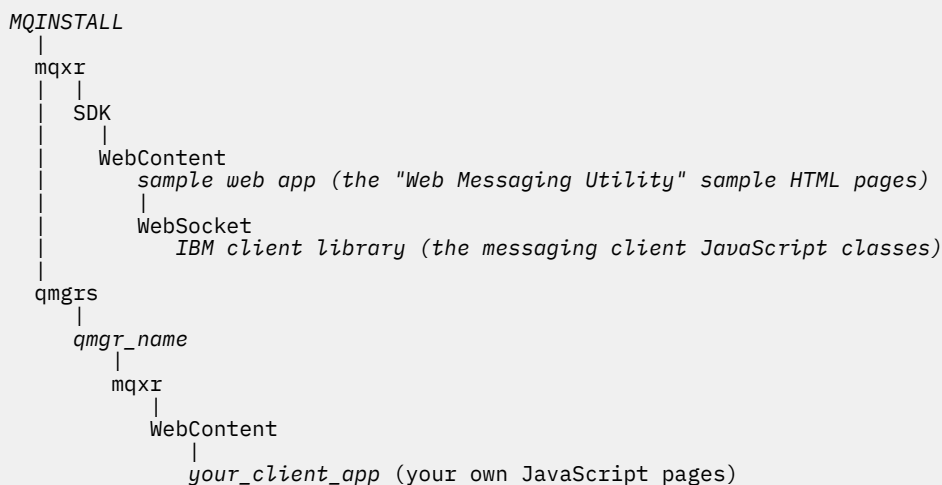 MQINSTALL
|
mqxr
| |
| SDK
| |
| WebContent
| sample web app (the "Web Messaging Utility" sample HTML pages)
| |
| WebSocket
| IBM client library (the messaging client JavaScript classes)
|
qmgrs
|
qmgr_name
|
mqxr
|
WebContent
|
your_client_app (your own JavaScript pages)